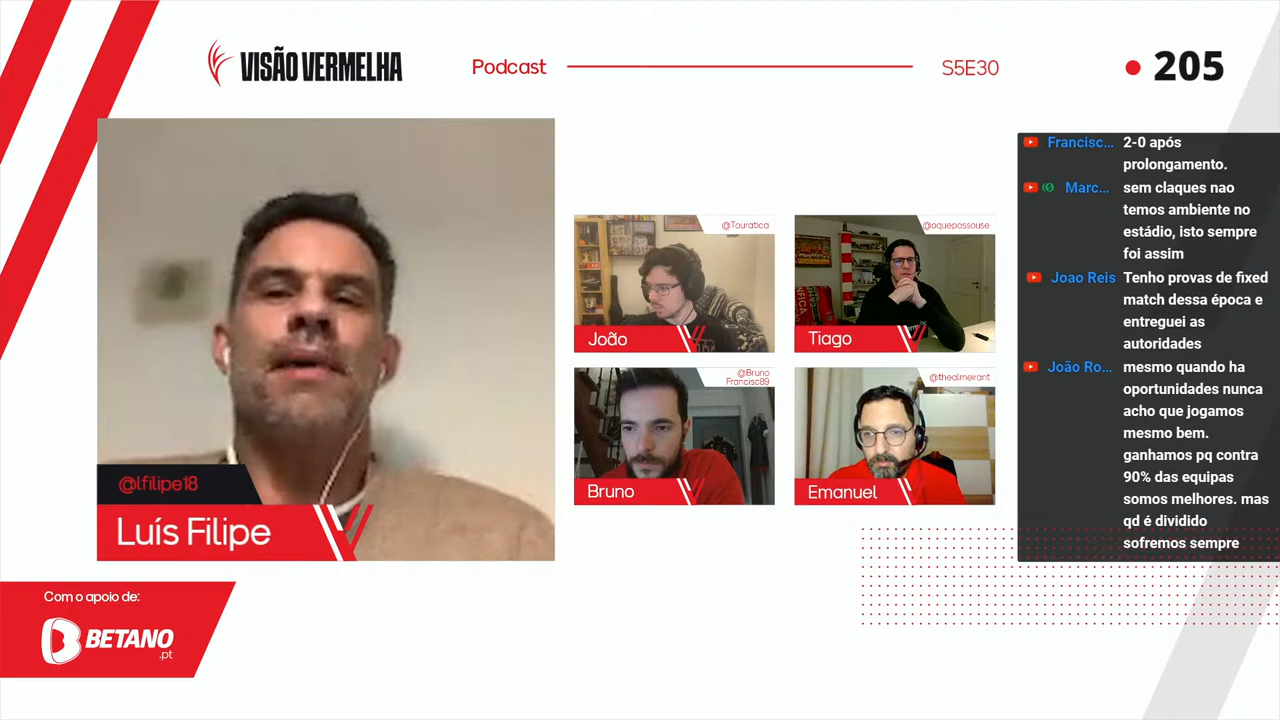 VISÃO VERMELHA
Podcast
S5E30
205
@lfilipe18
Luís Filipe
@Touratica
João
@oquepassouse
Tiago
@Bruno
Francisc89
Bruno
@thealmeirant
Emanuel
Francisc... 2-0 após
prolongamento.
Marc... sem claques nao
temos ambiente no
estádio, isto sempre
foi assim
Joao Reis Tenho provas de fixed
match dessa época e
entreguei as
autoridades
João Ro... mesmo quando ha
oportunidades nunca
acho que jogamos
mesmo bem.
ganhamos pq contra
90% das equipas
somos melhores. mas
qd é dividido
sofremos sempre
Com o apoio de:
BETANO
.pt